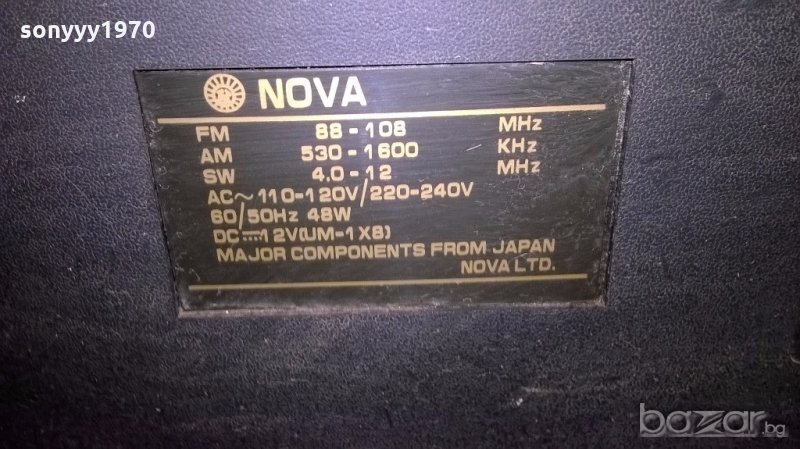 sonyyy1970
NOVA
FM 88-108 MHz
AM 530-1600 KHz
SW 4.0-12 MHz
AC~110-120V/220-240V
60/50Hz 48W
DC⎓12V(UM-1X8)
MAJOR COMPONENTS FROM JAPAN
NOVA LTD.
bazar.bg